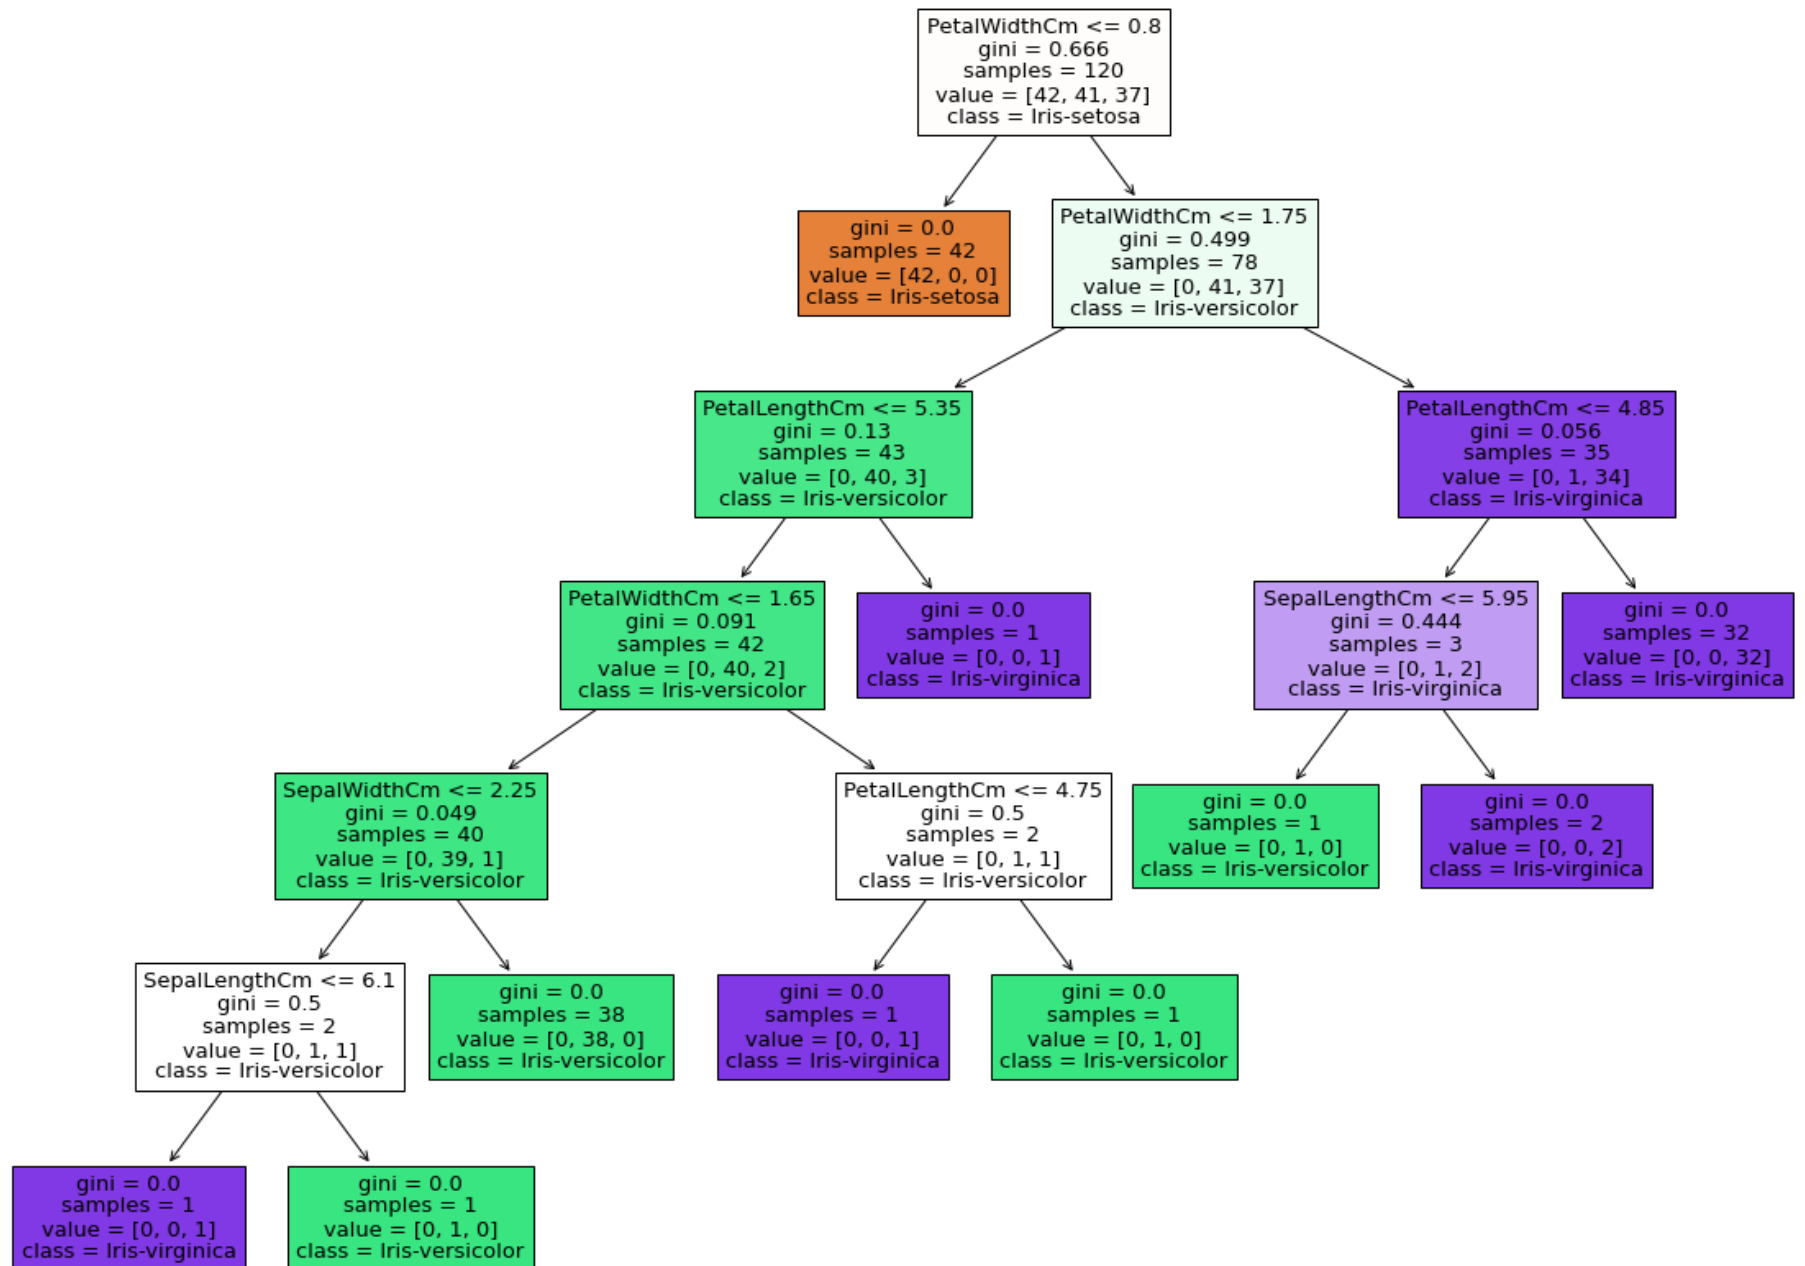 PetalWidthCm <= 0.8
gini = 0.666
samples = 120
value = [42, 41, 37]
class = Iris-setosa
gini = 0.0
samples = 42
value = [42, 0, 0]
class = Iris-setosa
PetalWidthCm <= 1.75
gini = 0.499
samples = 78
value = [0, 41, 37]
class = Iris-versicolor
PetalLengthCm <= 5.35
gini = 0.13
samples = 43
value = [0, 40, 3]
class = Iris-versicolor
PetalLengthCm <= 4.85
gini = 0.056
samples = 35
value = [0, 1, 34]
class = Iris-virginica
PetalWidthCm <= 1.65
gini = 0.091
samples = 42
value = [0, 40, 2]
class = Iris-versicolor
gini = 0.0
samples = 1
value = [0, 0, 1]
class = Iris-virginica
SepalLengthCm <= 5.95
gini = 0.444
samples = 3
value = [0, 1, 2]
class = Iris-virginica
gini = 0.0
samples = 32
value = [0, 0, 32]
class = Iris-virginica
SepalWidthCm <= 2.25
gini = 0.049
samples = 40
value = [0, 39, 1]
class = Iris-versicolor
PetalLengthCm <= 4.75
gini = 0.5
samples = 2
value = [0, 1, 1]
class = Iris-versicolor
gini = 0.0
samples = 1
value = [0, 1, 0]
class = Iris-versicolor
gini = 0.0
samples = 2
value = [0, 0, 2]
class = Iris-virginica
SepalLengthCm <= 6.1
gini = 0.5
samples = 2
value = [0, 1, 1]
class = Iris-versicolor
gini = 0.0
samples = 38
value = [0, 38, 0]
class = Iris-versicolor
gini = 0.0
samples = 1
value = [0, 0, 1]
class = Iris-virginica
gini = 0.0
samples = 1
value = [0, 1, 0]
class = Iris-versicolor
gini = 0.0
samples = 1
value = [0, 0, 1]
class = Iris-virginica
gini = 0.0
samples = 1
value = [0, 1, 0]
class = Iris-versicolor